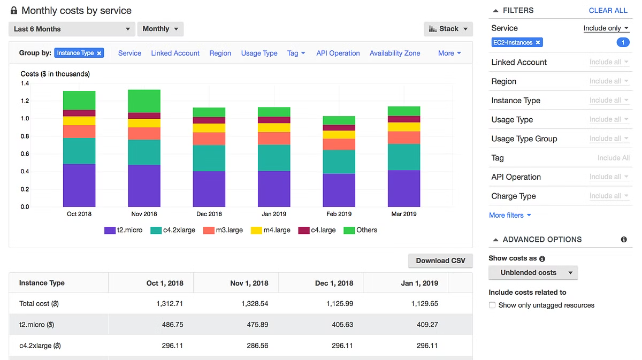 Monthly costs by service
Last 6 Months
Monthly
Stack
Group by: Instance Type × Service Linked Account Region Usage Type Tag API Operation Availability Zone More
Costs ($ in thousands)
1.4
1.2
1.0
0.8
0.6
0.4
0.2
0.0
Oct 2018 Nov 2018 Dec 2018 Jan 2019 Feb 2019 Mar 2019
t2.micro c4.2xlarge m3.large m4.large c4.large Others
Download CSV
Instance Type Oct 1, 2018 Nov 1, 2018 Dec 1, 2018 Jan 1, 2019
Total cost ($) 1,312.71 1,328.54 1,125.99 1,129.65
t2.micro ($) 486.75 475.89 405.63 409.27
c4.2xlarge ($) 296.11 286.56 296.11 296.11
FILTERS CLEAR ALL
Service Include only
EC2-Instances × 1
Linked Account Include all
Region Include all
Instance Type Include all
Usage Type Include all
Usage Type Group Include all
Tag Include All
API Operation Include all
Charge Type Include all
More filters
ADVANCED OPTIONS
Show costs as
Unblended costs
Include costs related to
Show only untagged resources